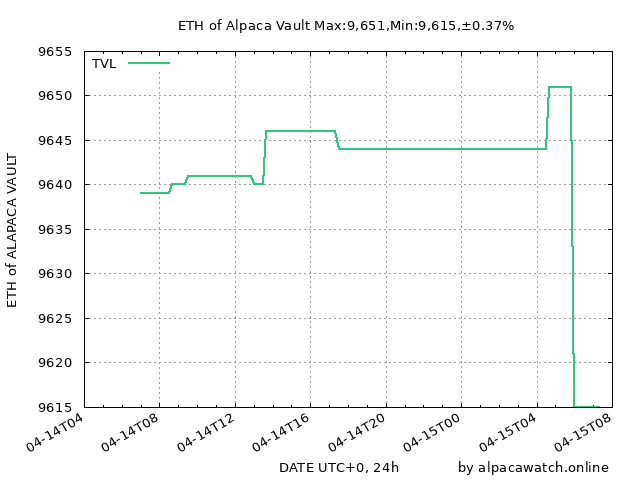 ETH of Alpaca Vault Max:9,651,Min:9,615,±0.37%
TVL
9655
9650
9645
9640
9635
9630
9625
9620
9615
ETH of ALAPACA VAULT
04-14T04
04-14T08
04-14T12
04-14T16
04-14T20
04-15T00
04-15T04
04-15T08
DATE UTC+0, 24h
by alpacawatch.online